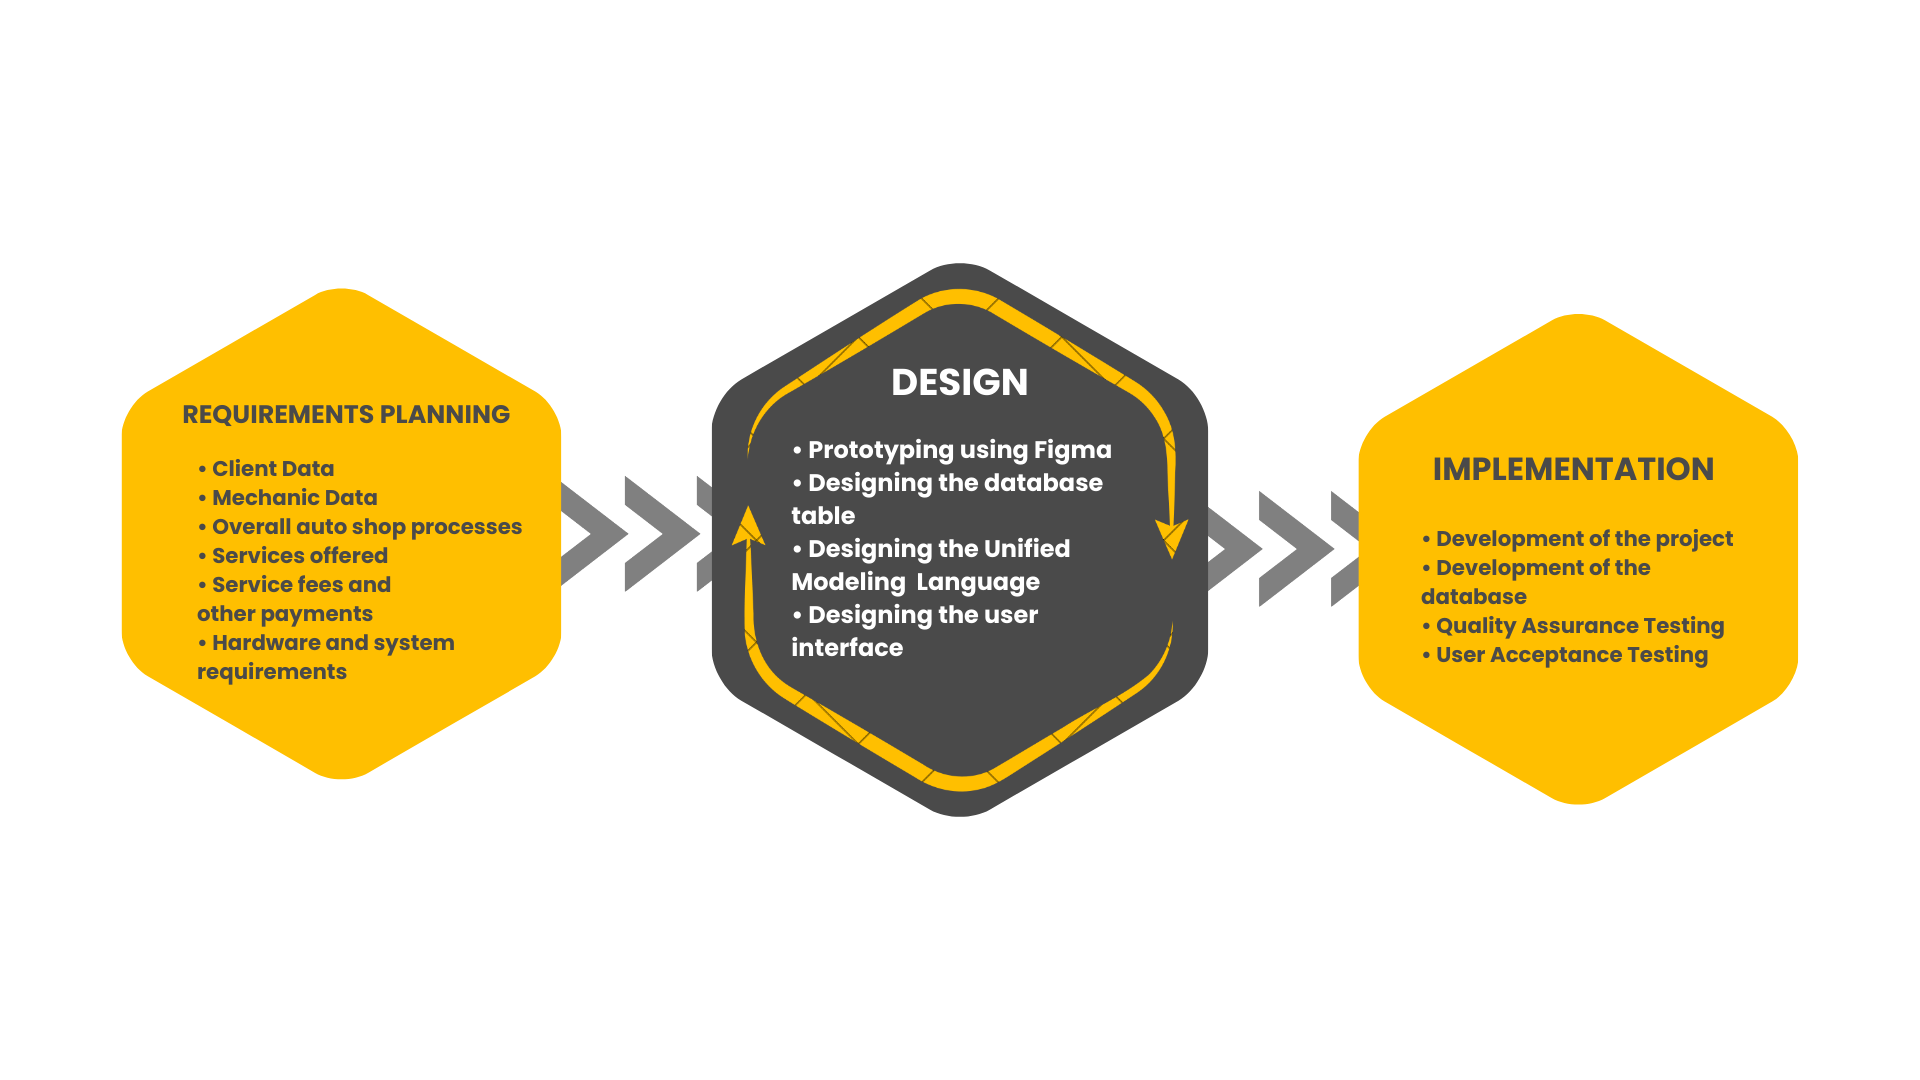 REQUIREMENTS PLANNING
• Client Data
• Mechanic Data
• Overall auto shop processes
• Services offered
• Service fees and
other payments
• Hardware and system
requirements
DESIGN
• Prototyping using Figma
• Designing the database
table
• Designing the Unified
Modeling  Language
• Designing the user
interface
IMPLEMENTATION
• Development of the project
• Development of the
database
• Quality Assurance Testing
• User Acceptance Testing